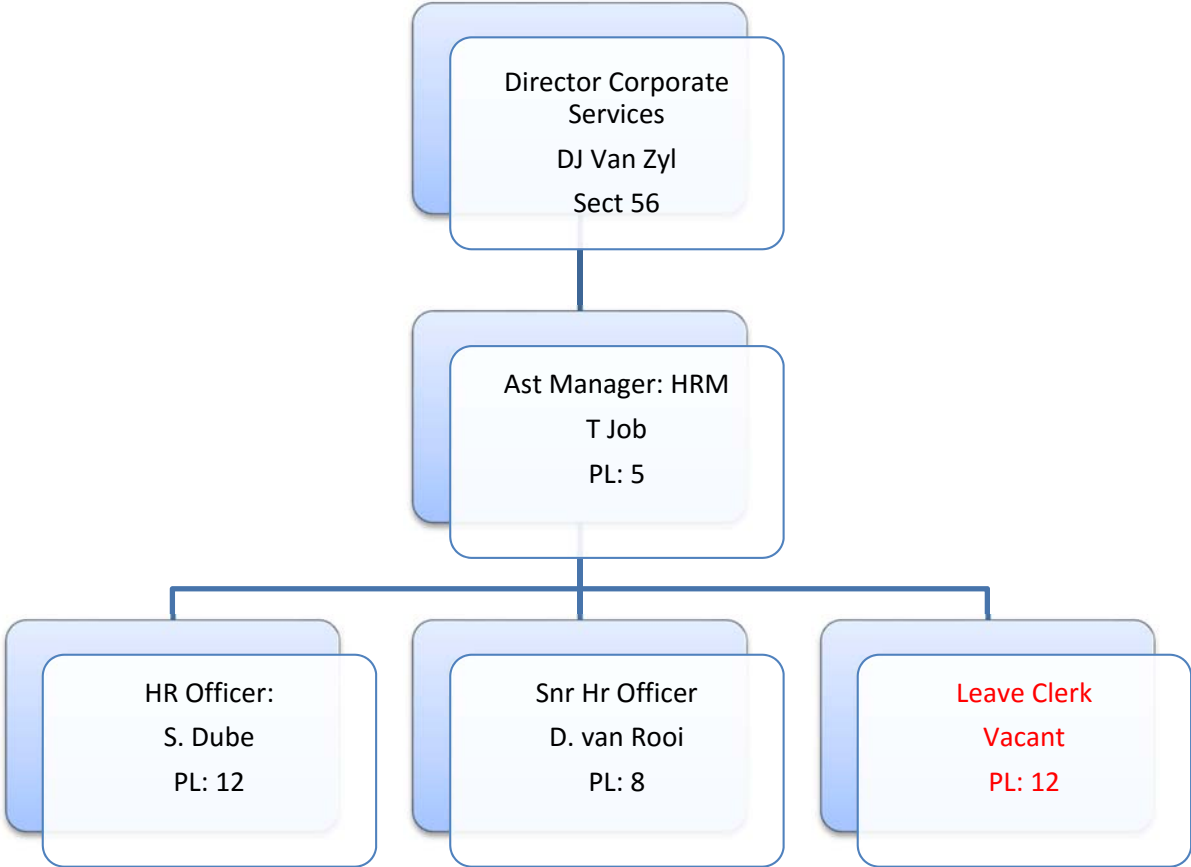 Director Corporate
Services
DJ Van Zyl
Sect 56
Ast Manager: HRM
T Job
PL: 5
HR Officer:
S. Dube
PL: 12
Snr Hr Officer
D. van Rooi
PL: 8
Leave Clerk
Vacant
PL: 12